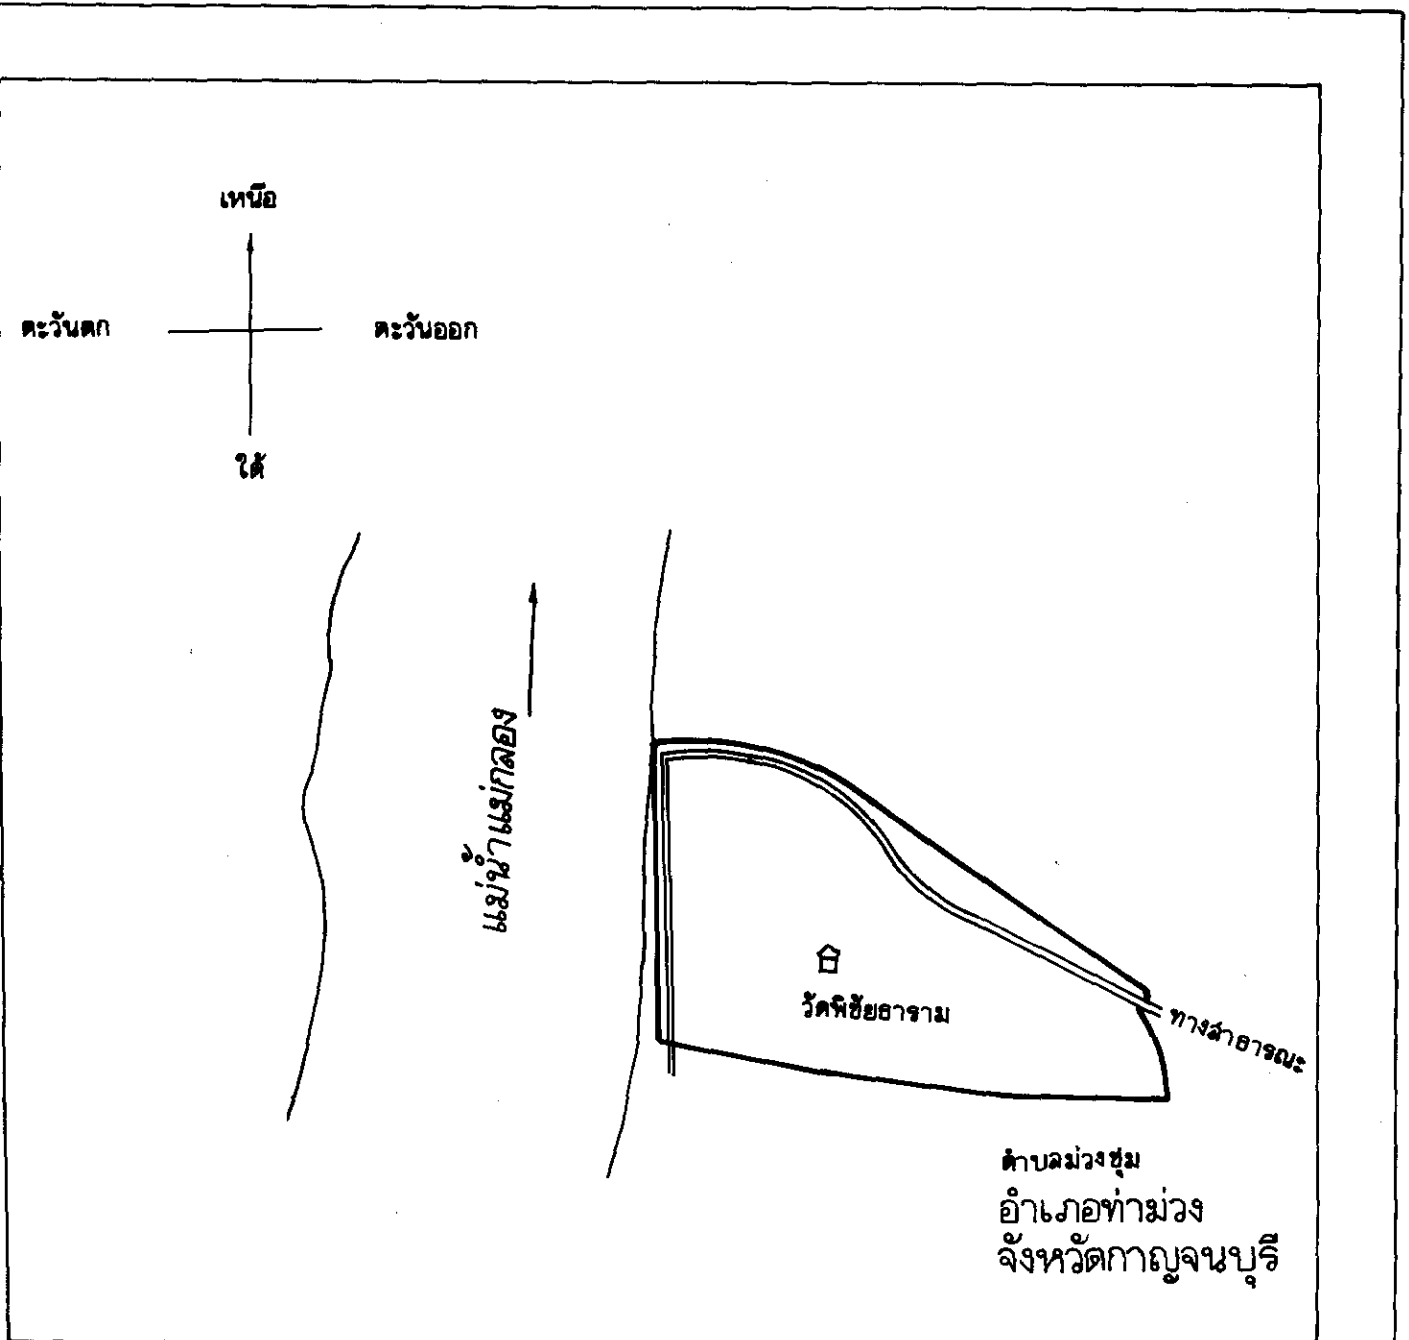 เหนือ
ตะวันตก
ตะวันออก
ใต้
แม่น้ำแม่กลอง
วัดพิชัยธาราม
ทางสาธารณะ
ตำบลม่วงชุม
อำเภอท่าม่วง
จังหวัดกาญจนบุรี